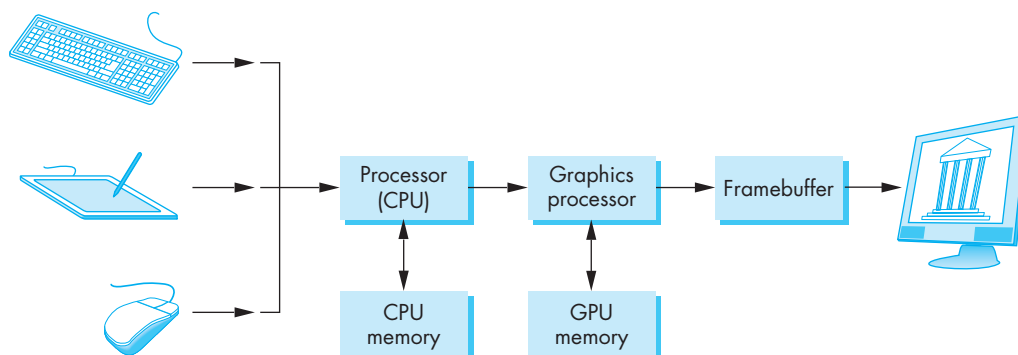 Processor
(CPU)
Graphics
processor
Framebuffer
CPU
memory
GPU
memory